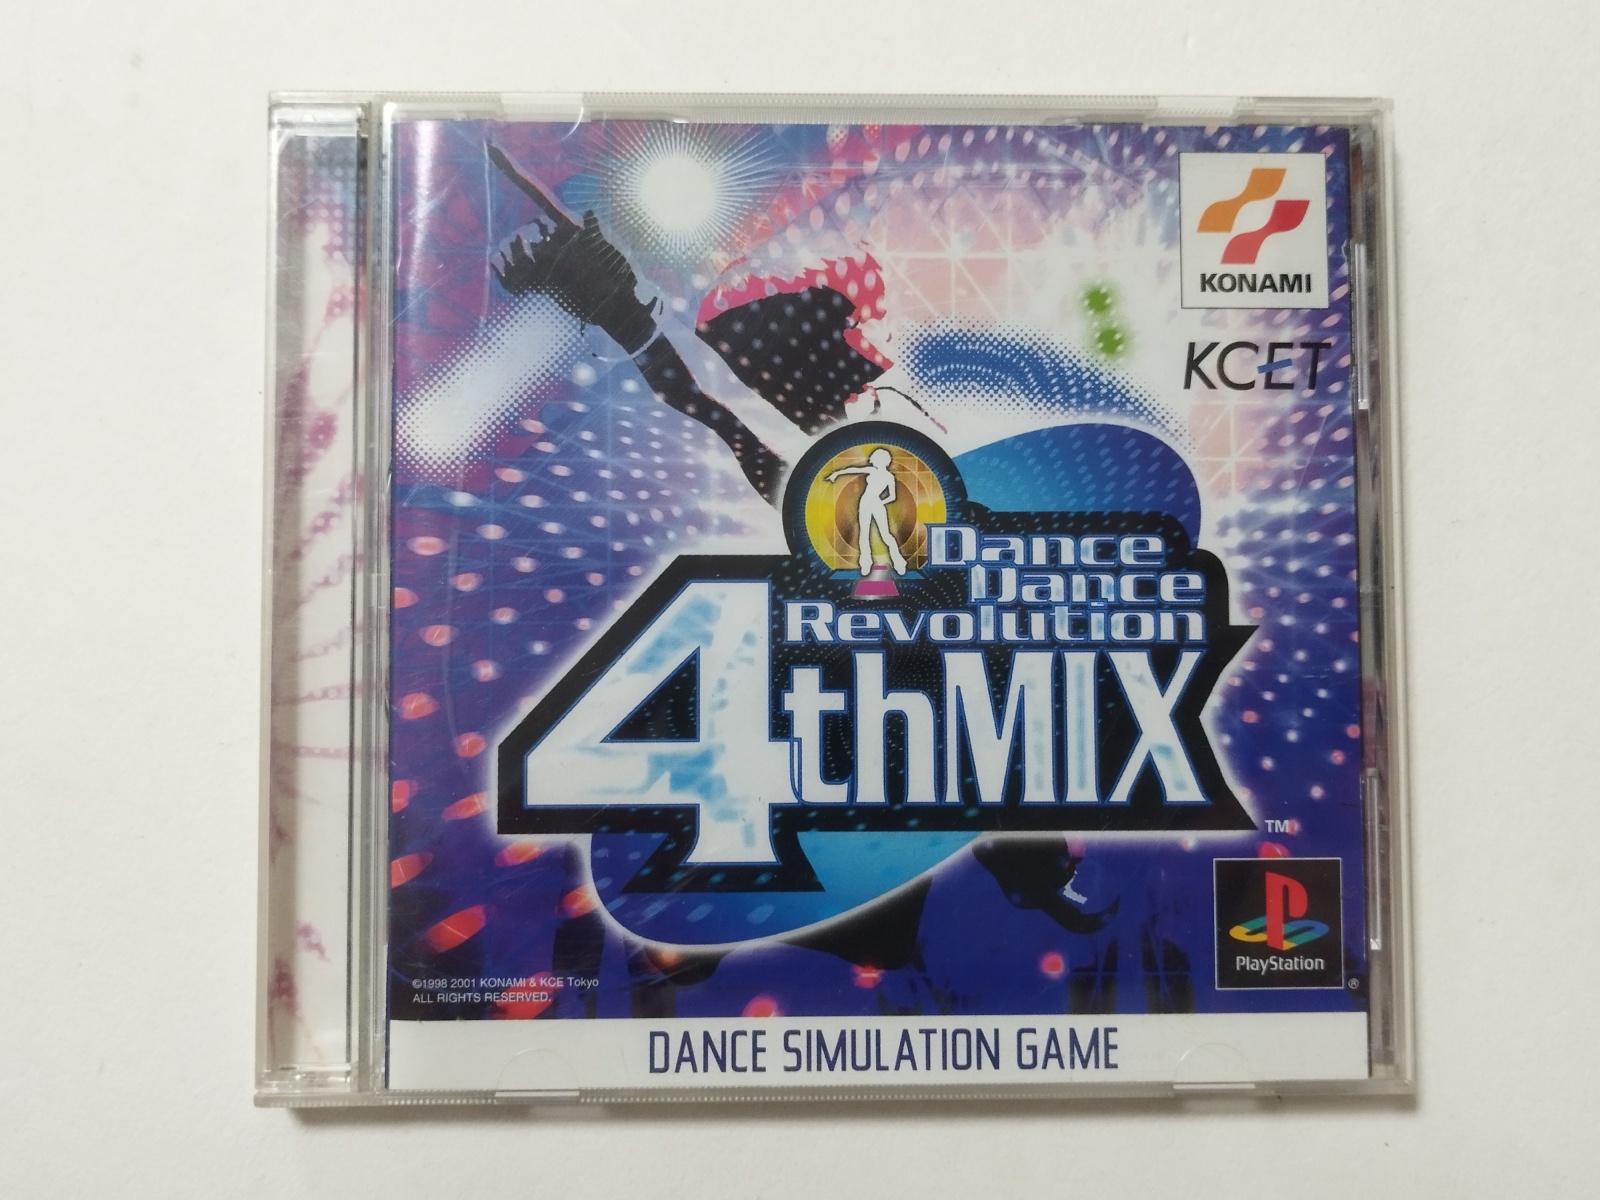 KONAMI
KCET
Dance
Dance
Revolution
4thMIX
TM
PlayStation
®
©1998 2001 KONAMI & KCE Tokyo
ALL RIGHTS RESERVED.
DANCE SIMULATION GAME